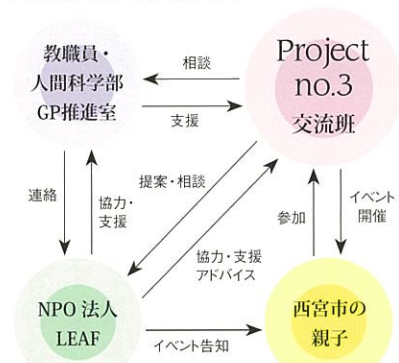 教職員・
人間科学部
GP推進室
相談
支援
Project
no.3
交流班
連絡
協力・
支援
提案・相談
協力・支援
アドバイス
参加
イベント
開催
NPO 法人
LEAF
イベント告知
西宮市の
親子